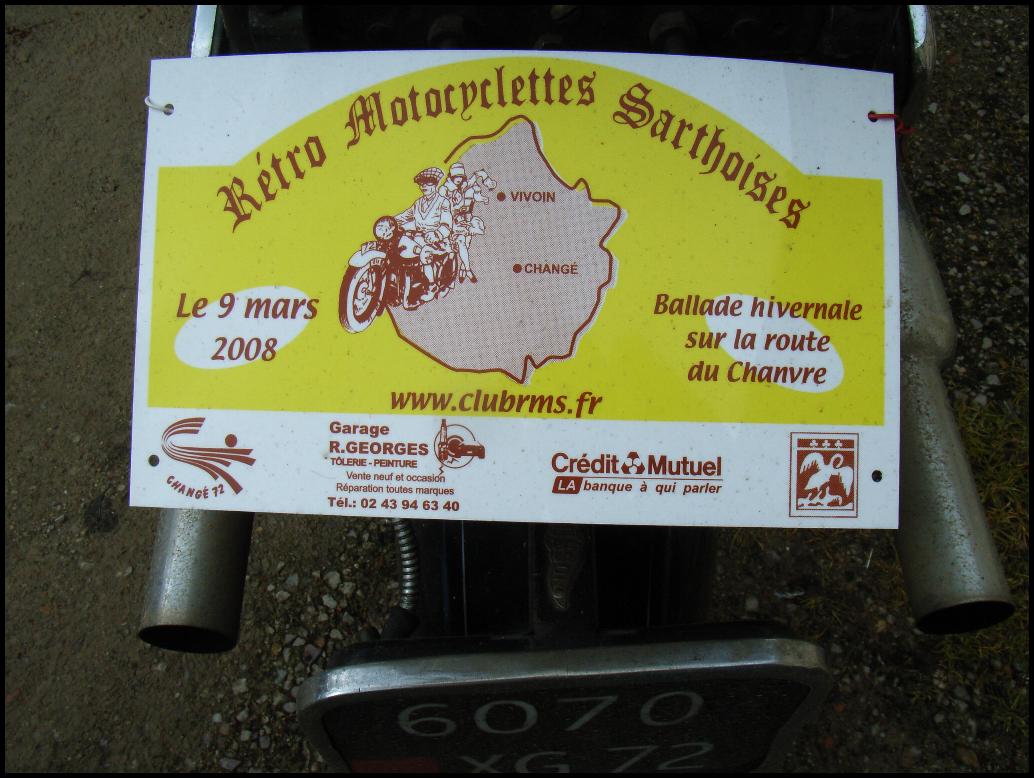 Rétro Motocyclettes Sarthoises
VIVOIN
CHANGÉ
Le 9 mars
2008
Ballade hivernale
sur la route
du Chanvre
www.clubrms.fr
CHANGÉ 72
Garage
R.GEORGES
TÔLERIE - PEINTURE
Vente neuf et occasion
Réparation toutes marques
Tél.: 02 43 94 63 40
Crédit Mutuel
LA banque à qui parler
6070
XG 72